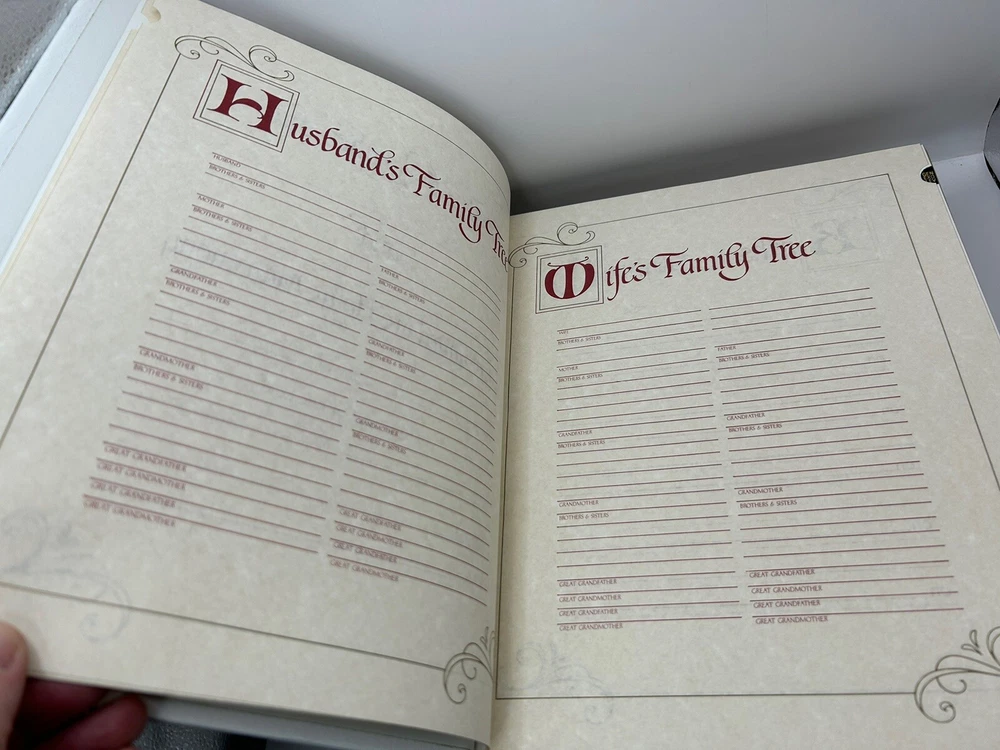 Husband's Family Tree
HUSBAND
BROTHERS & SISTERS
MOTHER
BROTHERS & SISTERS
GRANDFATHER
BROTHERS & SISTERS
GRANDMOTHER
BROTHERS & SISTERS
GREAT GRANDFATHER
GREAT GRANDMOTHER
GREAT GRANDFATHER
GREAT GRANDMOTHER
FATHER
BROTHERS & SISTERS
GRANDFATHER
BROTHERS & SISTERS
GRANDMOTHER
BROTHERS & SISTERS
GREAT GRANDFATHER
GREAT GRANDMOTHER
GREAT GRANDFATHER
GREAT GRANDMOTHER
Wife's Family Tree
WIFE
BROTHERS & SISTERS
MOTHER
BROTHERS & SISTERS
GRANDFATHER
BROTHERS & SISTERS
GRANDMOTHER
BROTHERS & SISTERS
GREAT GRANDFATHER
GREAT GRANDMOTHER
GREAT GRANDFATHER
GREAT GRANDMOTHER
FATHER
BROTHERS & SISTERS
GRANDFATHER
BROTHERS & SISTERS
GRANDMOTHER
BROTHERS & SISTERS
GREAT GRANDFATHER
GREAT GRANDMOTHER
GREAT GRANDFATHER
GREAT GRANDMOTHER